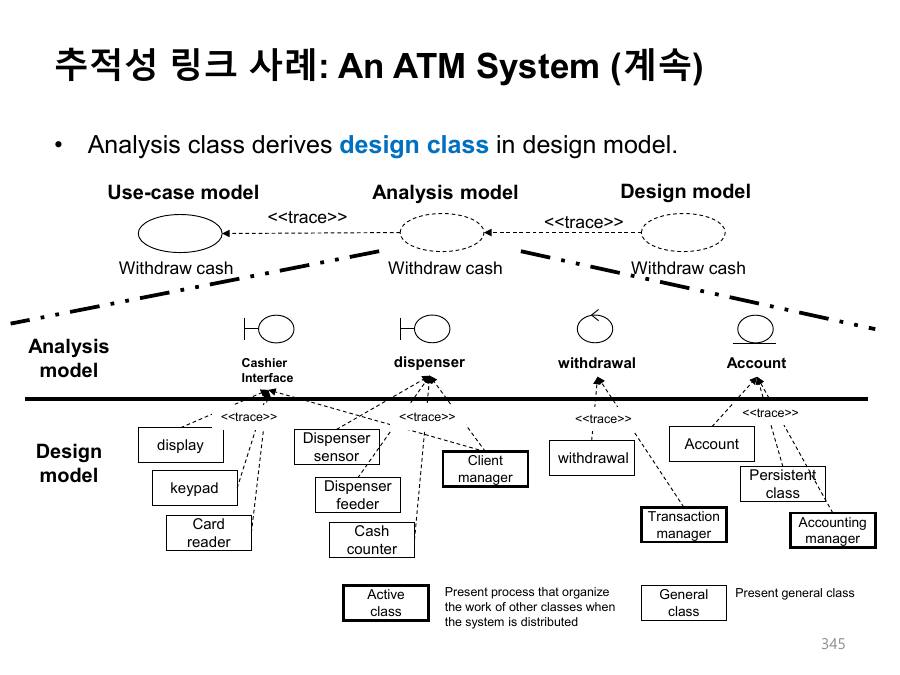 추적성 링크 사례: An ATM System (계속)
• Analysis class derives design class in design model.
Use-case model
Analysis model
Design model
<<trace>>
<<trace>>
Withdraw cash
Withdraw cash
Withdraw cash
Analysis
model
Cashier
Interface
dispenser
withdrawal
Account
<<trace>>
<<trace>>
<<trace>>
<<trace>>
Design
model
display
keypad
Card
reader
Dispenser
sensor
Dispenser
feeder
Cash
counter
Client
manager
withdrawal
Transaction
manager
Account
Persistent
class
Accounting
manager
Active
class
Present process that organize
the work of other classes when
the system is distributed
General
class
Present general class
345